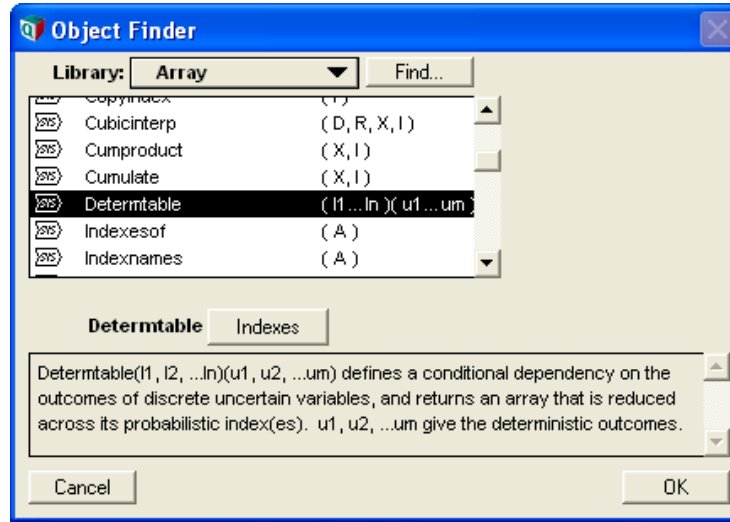 Object Finder
Library: Array Find...
Copyindex ( I )
Cubicinterp ( D, R, X, I )
Cumproduct ( X, I )
Cumulate ( X, I )
Determtable ( I1...In )( u1...um )
Indexesof ( A )
Indexnames ( A )
Determtable Indexes
Determtable(I1, I2, ...In)(u1, u2, ...um) defines a conditional dependency on the
outcomes of discrete uncertain variables, and returns an array that is reduced
across its probabilistic index(es).  u1, u2, ...um give the deterministic outcomes.
Cancel OK